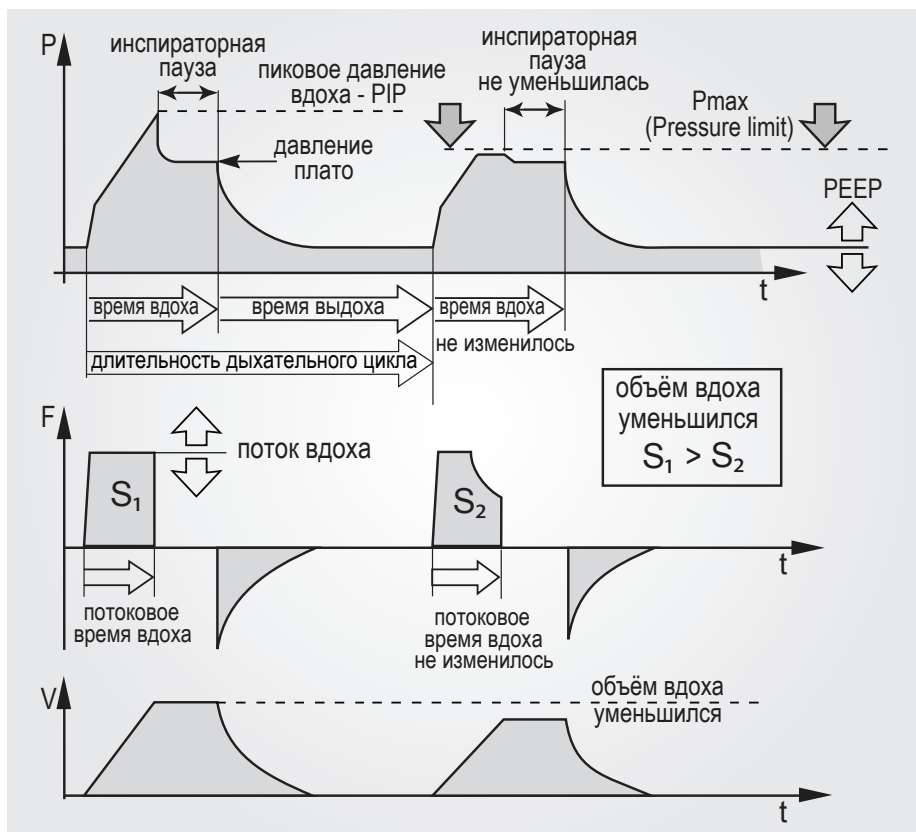 P
инспираторная
пауза
пиковое давление
вдоха - PIP
давление
плато
инспираторная
пауза
не уменьшилась
Pmax
(Pressure limit)
PEEP
t
время вдоха
время выдоха
время вдоха
не изменилось
длительность дыхательного цикла
F
поток вдоха
S₁
S₂
объём вдоха
уменьшился
S₁ > S₂
t
потоковое
время вдоха
потоковое
время вдоха
не изменилось
V
объём вдоха
уменьшился
t